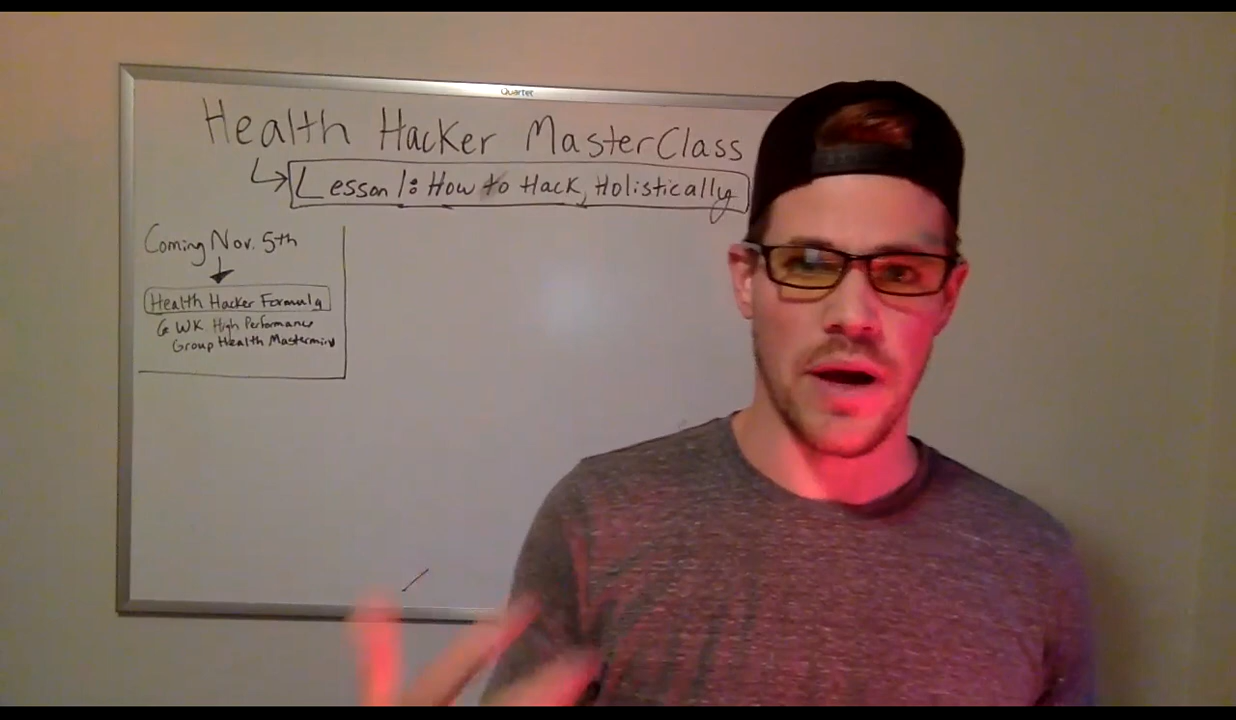 Quartet
Health Hacker MasterClass
Lesson 1: How to Hack, Holistically
Coming Nov. 5th
Health Hacker Formula
6 WK High Performance
Group Health Mastermind